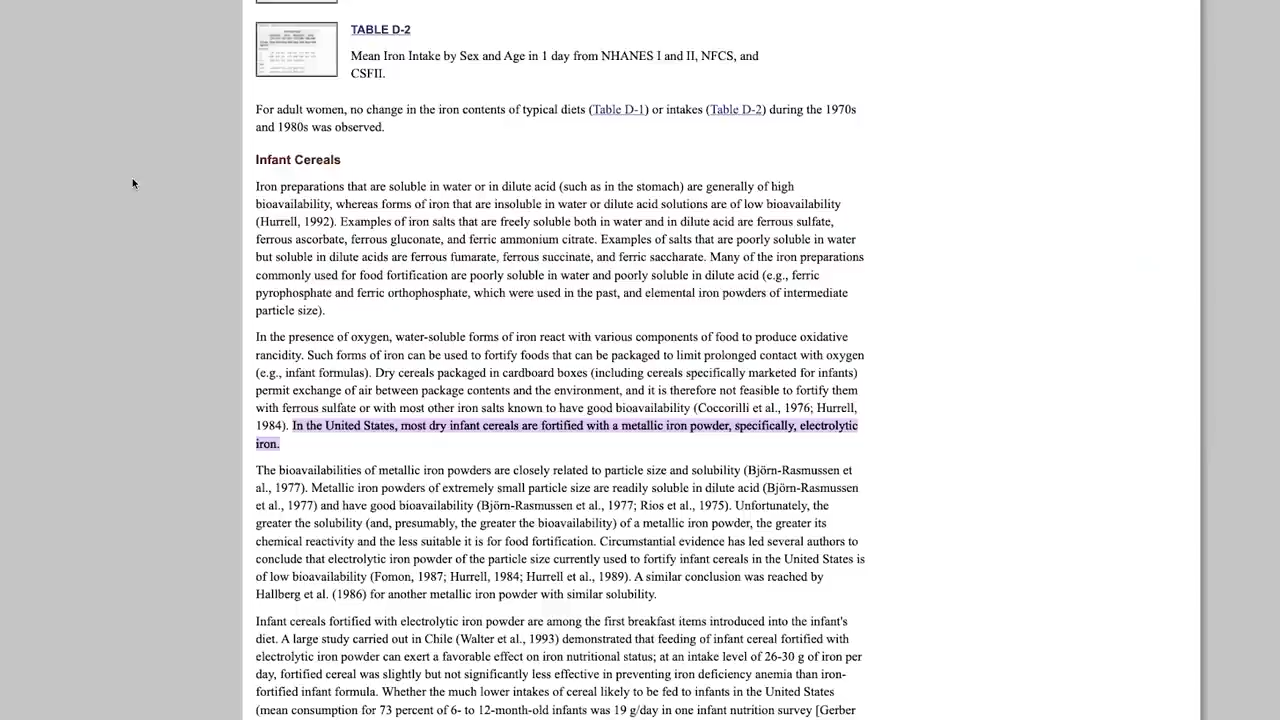 TABLE D-2
Mean Iron Intake by Sex and Age in 1 day from NHANES I and II, NFCS, and
CSFII.
For adult women, no change in the iron contents of typical diets (Table D-1) or intakes (Table D-2) during the 1970s
and 1980s was observed.
Infant Cereals
Iron preparations that are soluble in water or in dilute acid (such as in the stomach) are generally of high
bioavailability, whereas forms of iron that are insoluble in water or dilute acid solutions are of low bioavailability
(Hurrell, 1992). Examples of iron salts that are freely soluble both in water and in dilute acid are ferrous sulfate,
ferrous ascorbate, ferrous gluconate, and ferric ammonium citrate. Examples of salts that are poorly soluble in water
but soluble in dilute acids are ferrous fumarate, ferrous succinate, and ferric saccharate. Many of the iron preparations
commonly used for food fortification are poorly soluble in water and poorly soluble in dilute acid (e.g., ferric
pyrophosphate and ferric orthophosphate, which were used in the past, and elemental iron powders of intermediate
particle size).
In the presence of oxygen, water-soluble forms of iron react with various components of food to produce oxidative
rancidity. Such forms of iron can be used to fortify foods that can be packaged to limit prolonged contact with oxygen
(e.g., infant formulas). Dry cereals packaged in cardboard boxes (including cereals specifically marketed for infants)
permit exchange of air between package contents and the environment, and it is therefore not feasible to fortify them
with ferrous sulfate or with most other iron salts known to have good bioavailability (Coccorilli et al., 1976; Hurrell,
1984). In the United States, most dry infant cereals are fortified with a metallic iron powder, specifically, electrolytic
iron.
The bioavailabilities of metallic iron powders are closely related to particle size and solubility (Björn-Rasmussen et
al., 1977). Metallic iron powders of extremely small particle size are readily soluble in dilute acid (Björn-Rasmussen
et al., 1977) and have good bioavailability (Björn-Rasmussen et al., 1977; Rios et al., 1975). Unfortunately, the
greater the solubility (and, presumably, the greater the bioavailability) of a metallic iron powder, the greater its
chemical reactivity and the less suitable it is for food fortification. Circumstantial evidence has led several authors to
conclude that electrolytic iron powder of the particle size currently used to fortify infant cereals in the United States is
of low bioavailability (Fomon, 1987; Hurrell, 1984; Hurrell et al., 1989). A similar conclusion was reached by
Hallberg et al. (1986) for another metallic iron powder with similar solubility.
Infant cereals fortified with electrolytic iron powder are among the first breakfast items introduced into the infant's
diet. A large study carried out in Chile (Walter et al., 1993) demonstrated that feeding of infant cereal fortified with
electrolytic iron powder can exert a favorable effect on iron nutritional status; at an intake level of 26-30 g of iron per
day, fortified cereal was slightly but not significantly less effective in preventing iron deficiency anemia than iron-
fortified infant formula. Whether the much lower intakes of cereal likely to be fed to infants in the United States
(mean consumption for 73 percent of 6- to 12-month-old infants was 19 g/day in one infant nutrition survey [Gerber